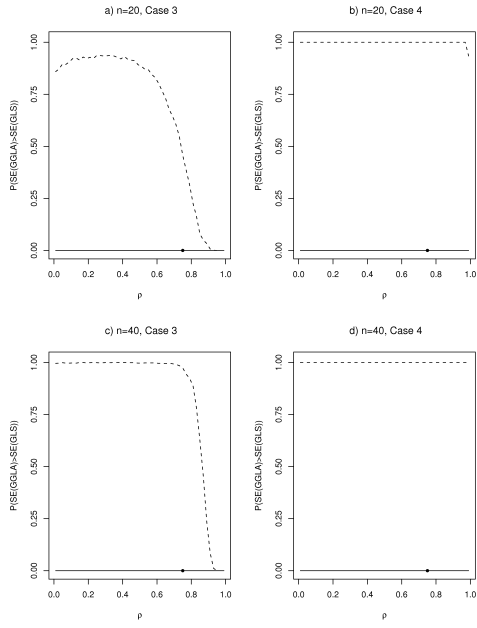 a) n=20, Case 3
P(SE(GGLA)>SE(GLS))
1.00
0.75
0.50
0.25
0.00
0.0 0.2 0.4 0.6 0.8 1.0
ρ
b) n=20, Case 4
P(SE(GGLA)>SE(GLS))
1.00
0.75
0.50
0.25
0.00
0.0 0.2 0.4 0.6 0.8 1.0
ρ
c) n=40, Case 3
P(SE(GGLA)>SE(GLS))
1.00
0.75
0.50
0.25
0.00
0.0 0.2 0.4 0.6 0.8 1.0
ρ
d) n=40, Case 4
P(SE(GGLA)>SE(GLS))
1.00
0.75
0.50
0.25
0.00
0.0 0.2 0.4 0.6 0.8 1.0
ρ